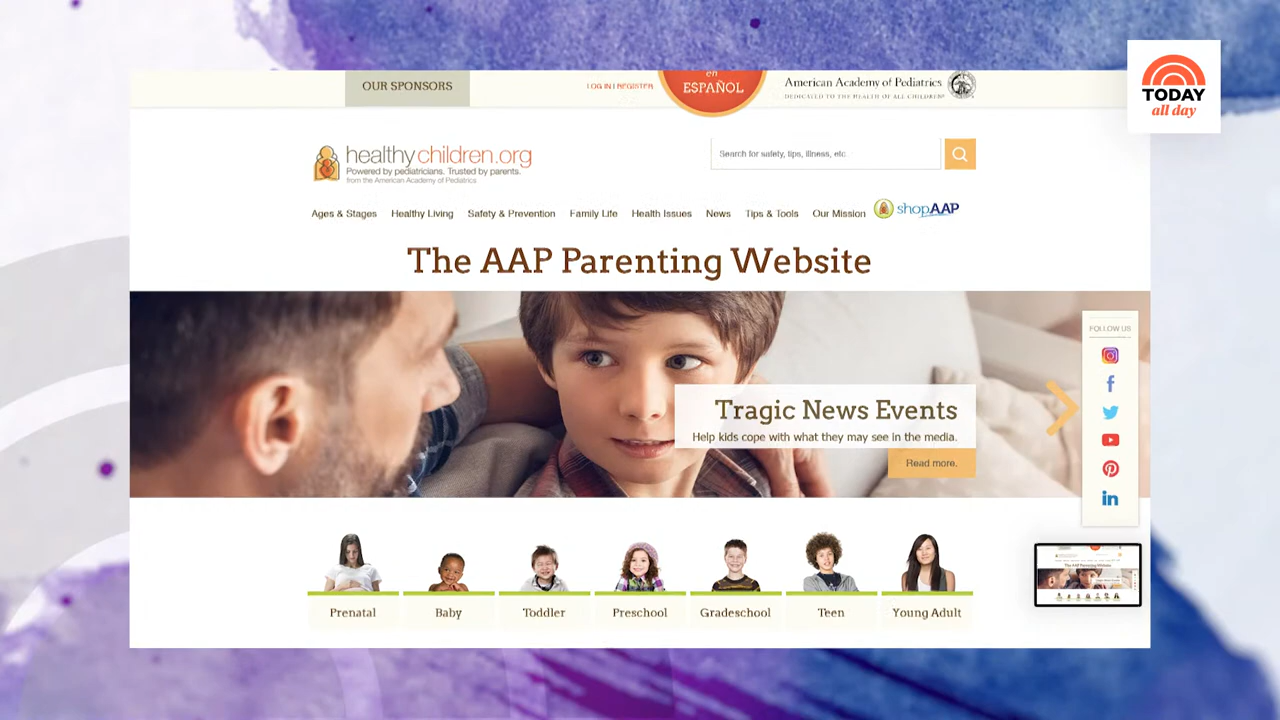 OUR SPONSORS
LOG IN | REGISTER
en
ESPAÑOL
American Academy of Pediatrics
DEDICATED TO THE HEALTH OF ALL CHILDREN®
TODAY
all day
healthychildren.org
Powered by pediatricians. Trusted by parents.
from the American Academy of Pediatrics
Search for safety, tips, illness, etc
Ages & Stages Healthy Living Safety & Prevention Family Life Health Issues News Tips & Tools Our Mission shopAAP
The AAP Parenting Website
FOLLOW US
Tragic News Events
Help kids cope with what they may see in the media.
Read more.
Prenatal Baby Toddler Preschool Gradeschool Teen Young Adult
The AAP Parenting Website